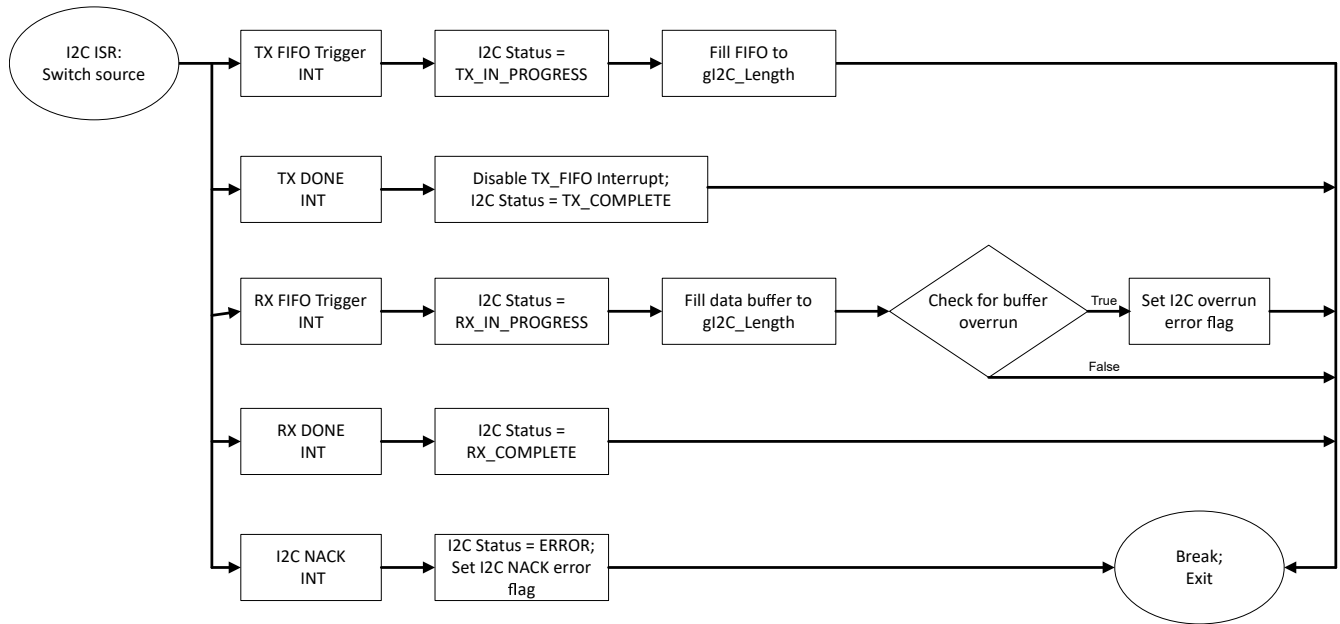 I2C ISR:
Switch source
TX FIFO Trigger
INT
I2C Status =
TX_IN_PROGRESS
Fill FIFO to
gI2C_Length
TX DONE
INT
Disable TX_FIFO Interrupt;
I2C Status = TX_COMPLETE
RX FIFO Trigger
INT
I2C Status =
RX_IN_PROGRESS
Fill data buffer to
gI2C_Length
Check for buffer
overrun
True
Set I2C overrun
error flag
False
RX DONE
INT
I2C Status =
RX_COMPLETE
I2C NACK
INT
I2C Status = ERROR;
Set I2C NACK error
flag
Break;
Exit